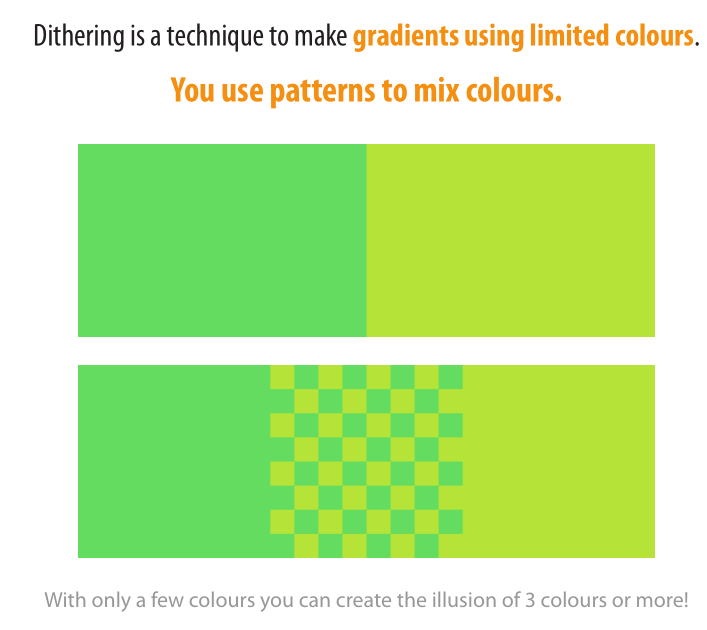 Dithering is a technique to make gradients using limited colours.
You use patterns to mix colours.
With only a few colours you can create the illusion of 3 colours or more!